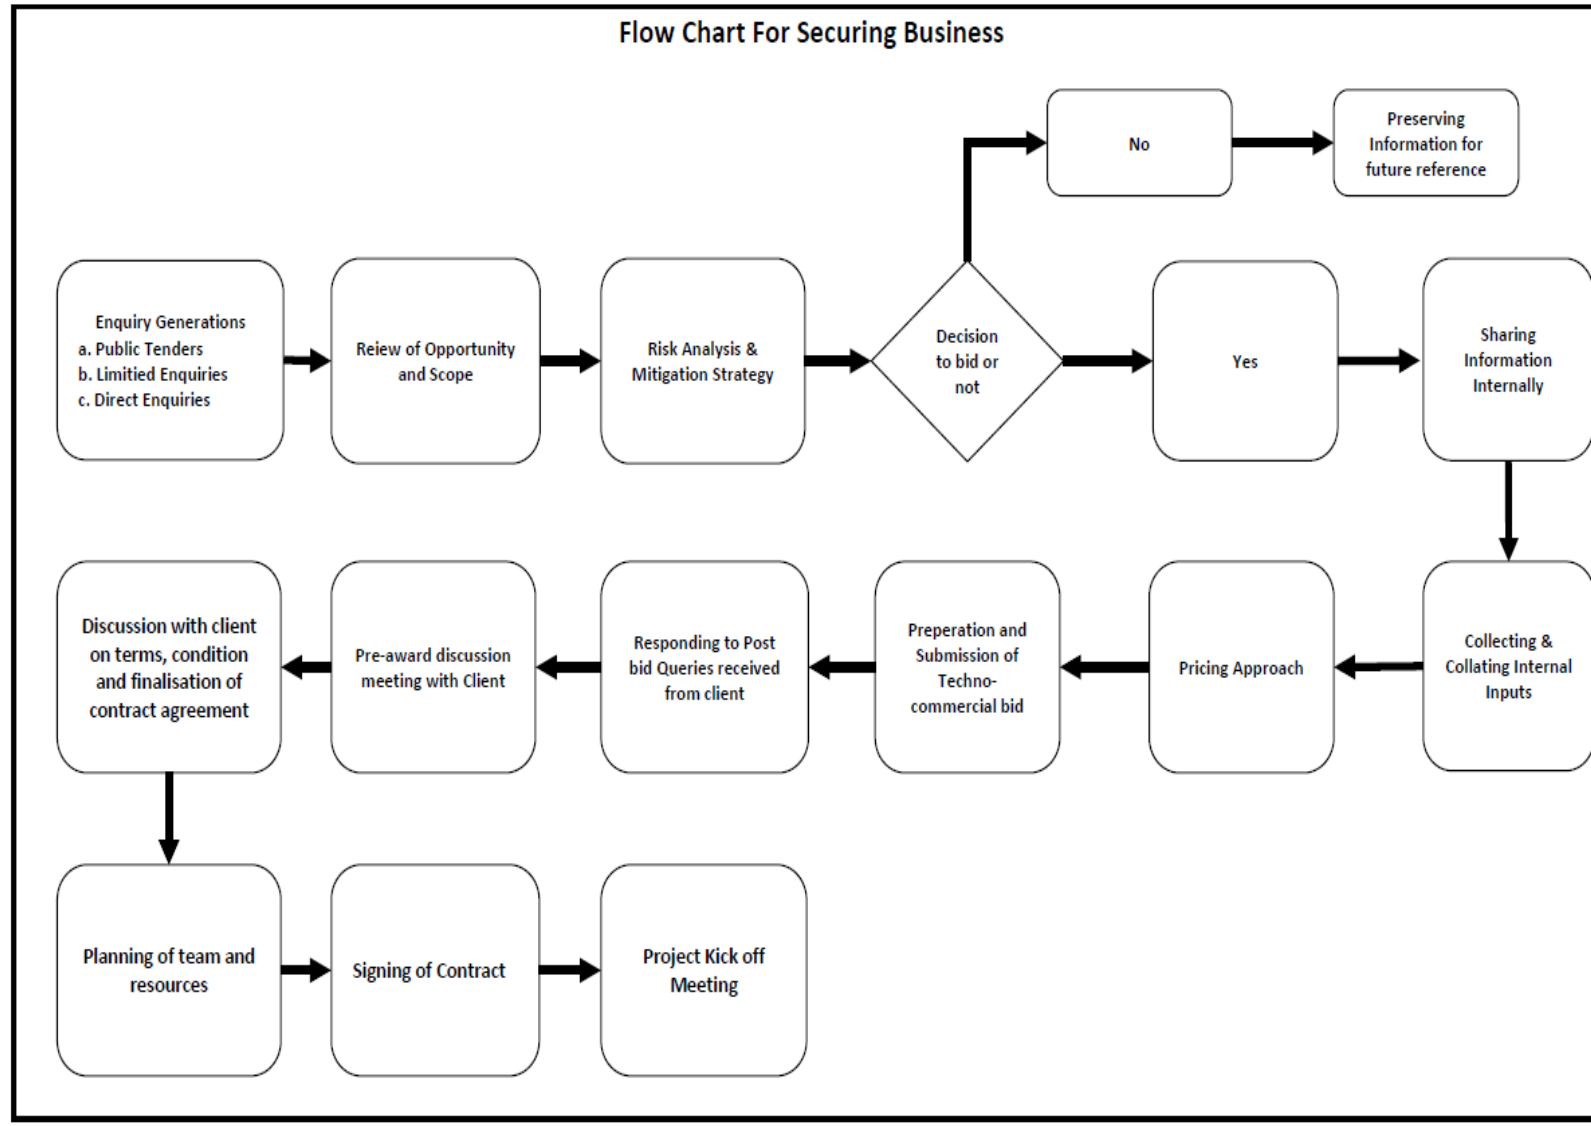 Flow Chart For Securing Business
No
Preserving
Information for
future reference
Enquiry Generations
a. Public Tenders
b. Limitied Enquiries
c. Direct Enquiries
Reiew of Opportunity
and Scope
Risk Analysis &
Mitigation Strategy
Decision
to bid or
not
Yes
Sharing
Information
Internally
Collecting &
Collating Internal
Inputs
Pricing Approach
Preperation and
Submission of
Techno-
commercial bid
Responding to Post
bid Queries received
from client
Pre-award discussion
meeting with Client
Discussion with client
on terms, condition
and finalisation of
contract agreement
Planning of team and
resources
Signing of Contract
Project Kick off
Meeting